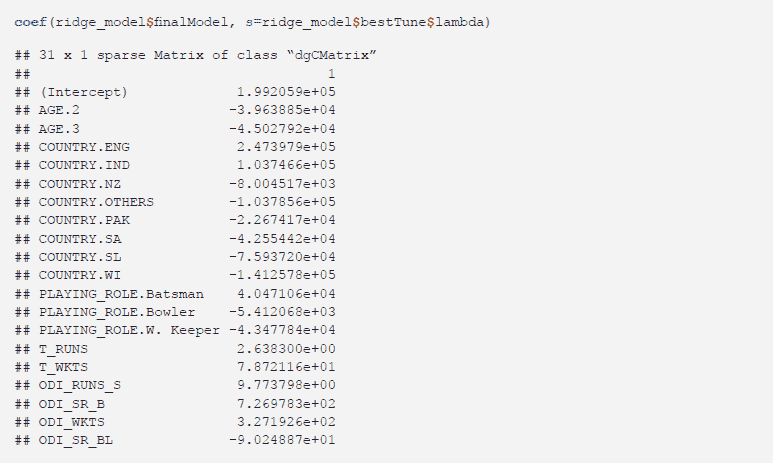 coef(ridge_model$finalModel, s=ridge_model$bestTune$lambda)
## 31 x 1 sparse Matrix of class “dgCMatrix”
## 1
## (Intercept) 1.992059e+05
## AGE.2 -3.963885e+04
## AGE.3 -4.502792e+04
## COUNTRY.ENG 2.473979e+05
## COUNTRY.IND 1.037466e+05
## COUNTRY.NZ -8.004517e+03
## COUNTRY.OTHERS -1.037856e+05
## COUNTRY.PAK -2.267417e+04
## COUNTRY.SA -4.255442e+04
## COUNTRY.SL -7.593720e+04
## COUNTRY.WI -1.412578e+05
## PLAYING_ROLE.Batsman 4.047106e+04
## PLAYING_ROLE.Bowler -5.412068e+03
## PLAYING_ROLE.W. Keeper -4.347784e+04
## T_RUNS 2.638300e+00
## T_WKTS 7.872116e+01
## ODI_RUNS_S 9.773798e+00
## ODI_SR_B 7.269783e+02
## ODI_WKTS 3.271926e+02
## ODI_SR_BL -9.024887e+01